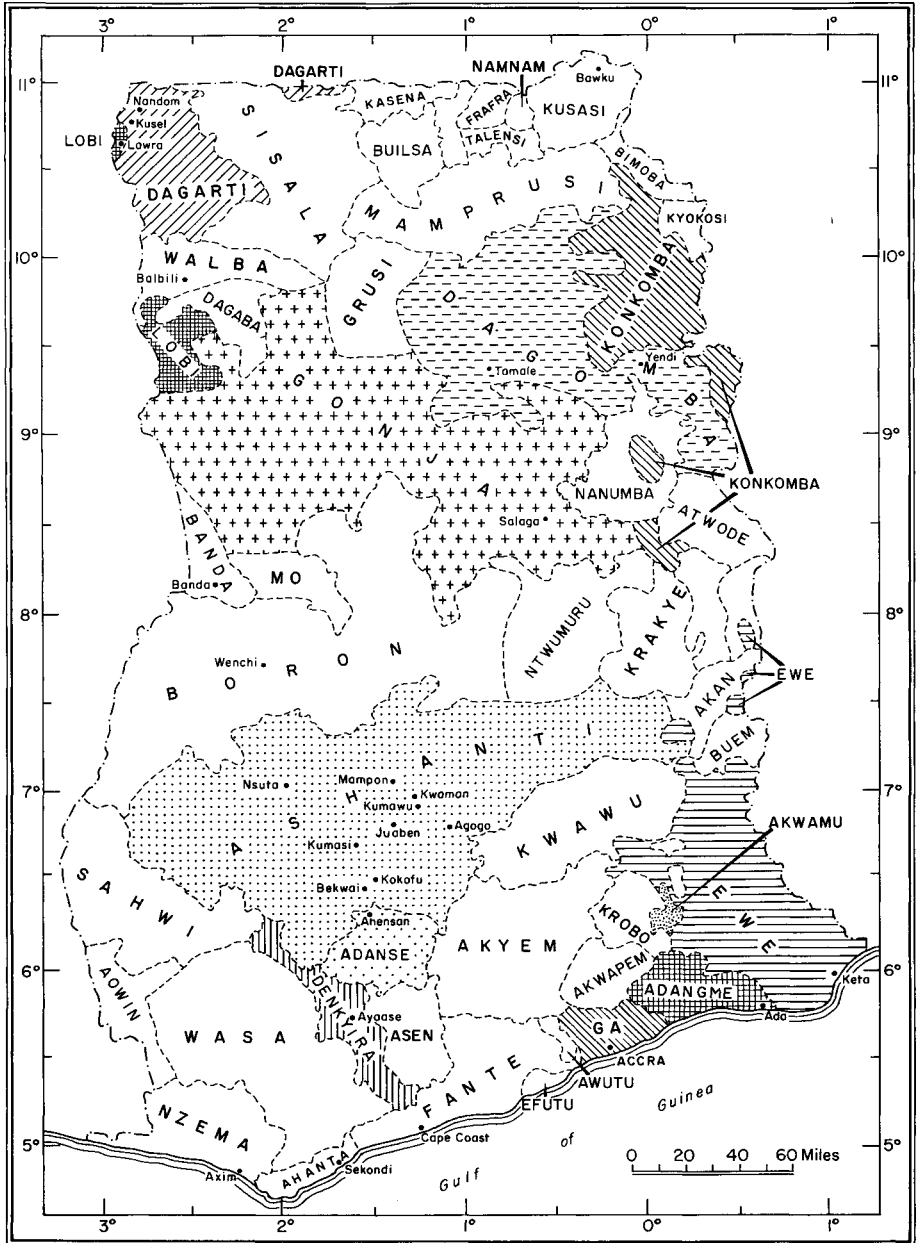 3° 2° 1° 0° 1°
DAGARTI
NAMNAM
11° 11°
Bawku
KASENA
FRAFRA
KUSASI
Nandom
Kusel
LOBI
Lawra
SISALA
BUILSA
TALENSI
BIMOBA
DAGARTI
MAMPRUSI
KYOKOSI
10° 10°
WALBA
Balbili
GRUSI
KONKOMBA
DAGABA
LOBI
DAGOMBA
Yendi
Tamale
GONJA
9° 9°
KONKOMBA
NANUMBA
Salaga
ATWODE
BANDA
Banda
MO
8° 8°
NTWUMURU
KRAKYE
Wenchi
BORON
EWE
AKAN
BUEM
7° 7°
ASHANTI
Nsuta
Mampon
Kwaman
Kumawu
Juaben
Agogo
Kumasi
KWAWU
AKWAMU
SAHWI
Kokofu
Bekwai
EWE
Ahensan
KROBO
ADANSE
AKYEM
6° 6°
AKWAPEM
Keta
AOWIN
DENKYIRA
ADANGME
Ada
Ayaase
WASA
ASEN
GA
ACCRA
FANTE
AWUTU
EFUTU
NZEMA
Cape Coast
5° 5°
AHANTA
Sekondi
Axim
Gulf of Guinea
0 20 40 60 Miles
3° 2° 1° 0° 1°